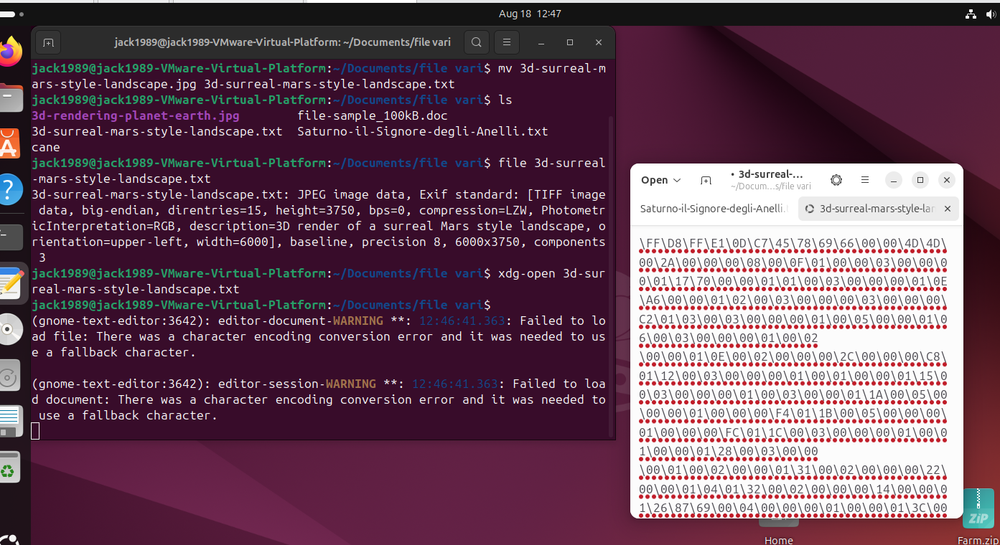 Aug 18  12:47
jack1989@jack1989-VMware-Virtual-Platform: ~/Documents/file vari
jack1989@jack1989-VMware-Virtual-Platform:~/Documents/file vari$ mv 3d-surreal-m
ars-style-landscape.jpg 3d-surreal-mars-style-landscape.txt
jack1989@jack1989-VMware-Virtual-Platform:~/Documents/file vari$ ls
3d-rendering-planet-earth.jpg        file-sample_100kB.doc
3d-surreal-mars-style-landscape.txt  Saturno-il-Signore-degli-Anelli.txt
cane
jack1989@jack1989-VMware-Virtual-Platform:~/Documents/file vari$ file 3d-surreal
-mars-style-landscape.txt
3d-surreal-mars-style-landscape.txt: JPEG image data, Exif standard: [TIFF image
 data, big-endian, direntries=15, height=3750, bps=0, compression=LZW, Photometr
icInterpretation=RGB, description=3D render of a surreal Mars style landscape, o
rientation=upper-left, width=6000], baseline, precision 8, 6000x3750, components
 3
jack1989@jack1989-VMware-Virtual-Platform:~/Documents/file vari$ xdg-open 3d-sur
real-mars-style-landscape.txt
jack1989@jack1989-VMware-Virtual-Platform:~/Documents/file vari$
(gnome-text-editor:3642): editor-document-WARNING **: 12:46:41.363: Failed to lo
ad file: There was a character encoding conversion error and it was needed to us
e a fallback character.
(gnome-text-editor:3642): editor-session-WARNING **: 12:46:41.363: Failed to loa
d document: There was a character encoding conversion error and it was needed to
 use a fallback character.
Open
• 3d-surreal-...
~/Docum...s/file vari
Saturno-il-Signore-degli-Anelli.
3d-surreal-mars-style-lan
\FF\D8\FF\E1\0D\C7\45\78\69\66\00\00\4D\4D\
00\2A\00\00\00\08\00\0F\01\00\00\03\00\00\0
0\01\17\70\00\00\01\01\00\03\00\00\00\01\0E
\A6\00\00\01\02\00\03\00\00\00\03\00\00\00\
C2\01\03\00\03\00\00\00\01\00\05\00\00\01\0
6\00\03\00\00\00\01\00\02
\00\00\01\0E\00\02\00\00\00\2C\00\00\00\C8\
01\12\00\03\00\00\00\01\00\01\00\00\01\15\0
0\03\00\00\00\01\00\03\00\00\01\1A\00\05\00
\00\00\01\00\00\00\F4\01\1B\00\05\00\00\00\
01\00\00\00\FC\01\1C\00\03\00\00\00\01\00\0
1\00\00\01\28\00\03\00\00
\00\01\00\02\00\00\01\31\00\02\00\00\00\22\
00\00\01\04\01\32\00\02\00\00\00\14\00\00\0
1\26\87\69\00\04\00\00\00\01\00\00\01\3C\00
ZiP
Home
Farm.zip